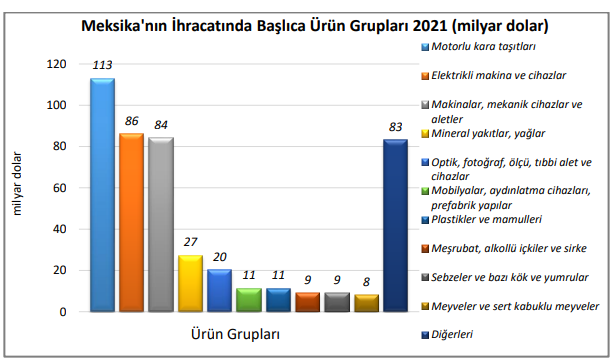 Meksika'nın İhracatında Başlıca Ürün Grupları 2021 (milyar dolar)
milyar dolar
120
100
80
60
40
20
0
113
86
84
27
20
11
11
9
9
8
83
Ürün Grupları
Motorlu kara taşıtları
Elektrikli makina ve cihazlar
Makinalar, mekanik cihazlar ve
aletler
Mineral yakıtlar, yağlar
Optik, fotoğraf, ölçü, tıbbi alet ve
cihazlar
Mobilyalar, aydınlatma cihazları,
prefabrik yapılar
Plastikler ve mamulleri
Meşrubat, alkollü içkiler ve sirke
Sebzeler ve bazı kök ve yumrular
Meyveler ve sert kabuklu meyveler
Diğerleri